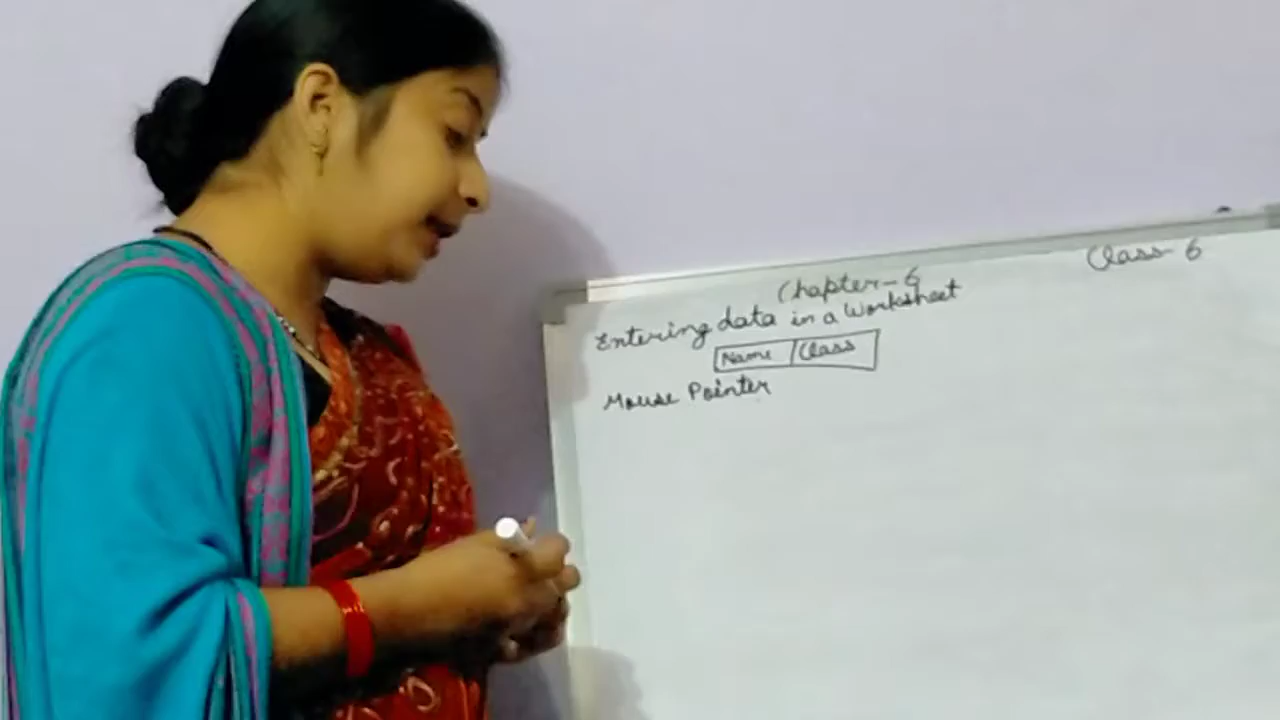 Class-6
Chapter-6
Entering data in a Worksheet
Name Class
Mouse Pointer